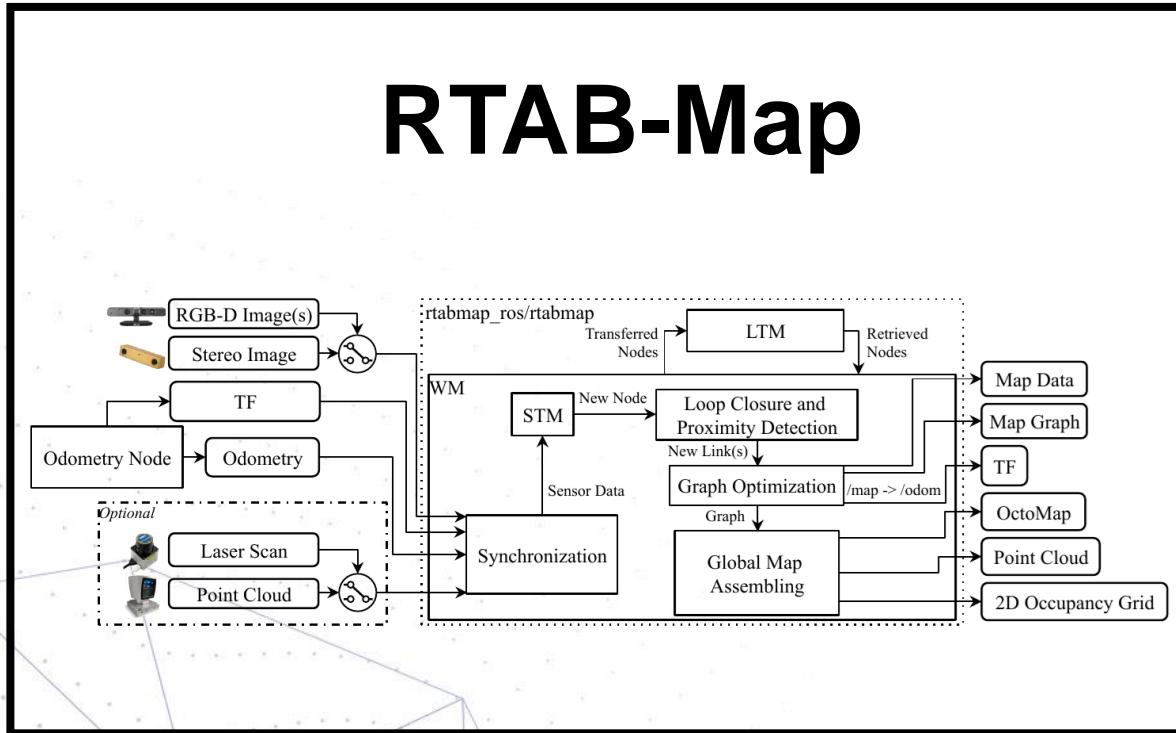 RTAB-Map
RGB-D Image(s)
Stereo Image
TF
Odometry Node
Odometry
Optional
Laser Scan
Point Cloud
rtabmap_ros/rtabmap
Transferred
Nodes
LTM
Retrieved
Nodes
WM
STM
New Node
Loop Closure and
Proximity Detection
New Link(s)
Graph Optimization
/map -> /odom
Sensor Data
Graph
Synchronization
Global Map
Assembling
Map Data
Map Graph
TF
OctoMap
Point Cloud
2D Occupancy Grid